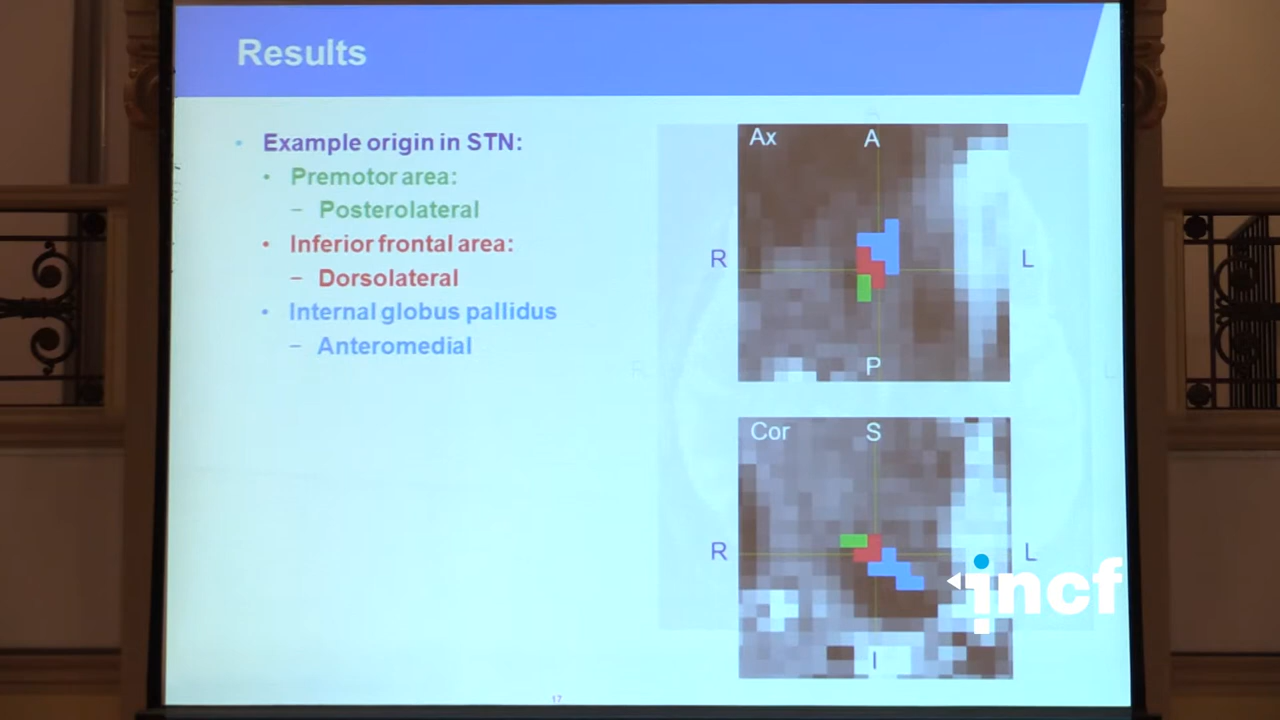 Results
• Example origin in STN:
• Premotor area:
– Posterolateral
• Inferior frontal area:
– Dorsolateral
• Internal globus pallidus
– Anteromedial
Ax
A
R
L
P
Cor
S
R
L
I
R
L
incf
17